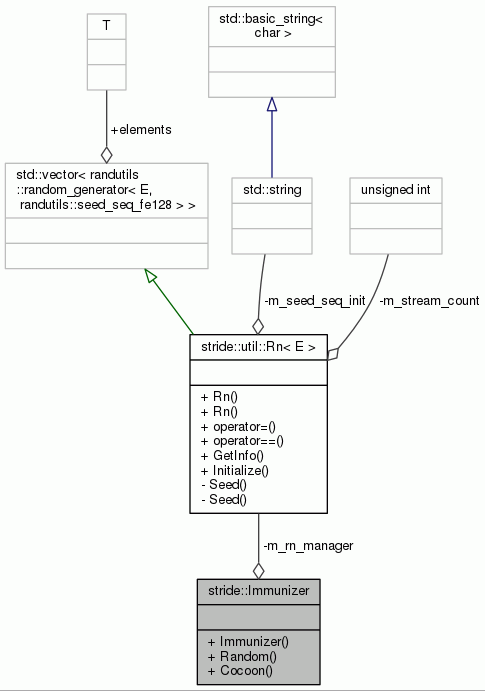 T
std::basic_string<
char >
+elements
std::vector< randutils
::random_generator< E,
randutils::seed_seq_fe128 > >
std::string
unsigned int
-m_seed_seq_init
-m_stream_count
stride::util::Rn< E >
+ Rn()
+ Rn()
+ operator=()
+ operator==()
+ GetInfo()
+ Initialize()
- Seed()
- Seed()
-m_rn_manager
stride::Immunizer
+ Immunizer()
+ Random()
+ Cocoon()